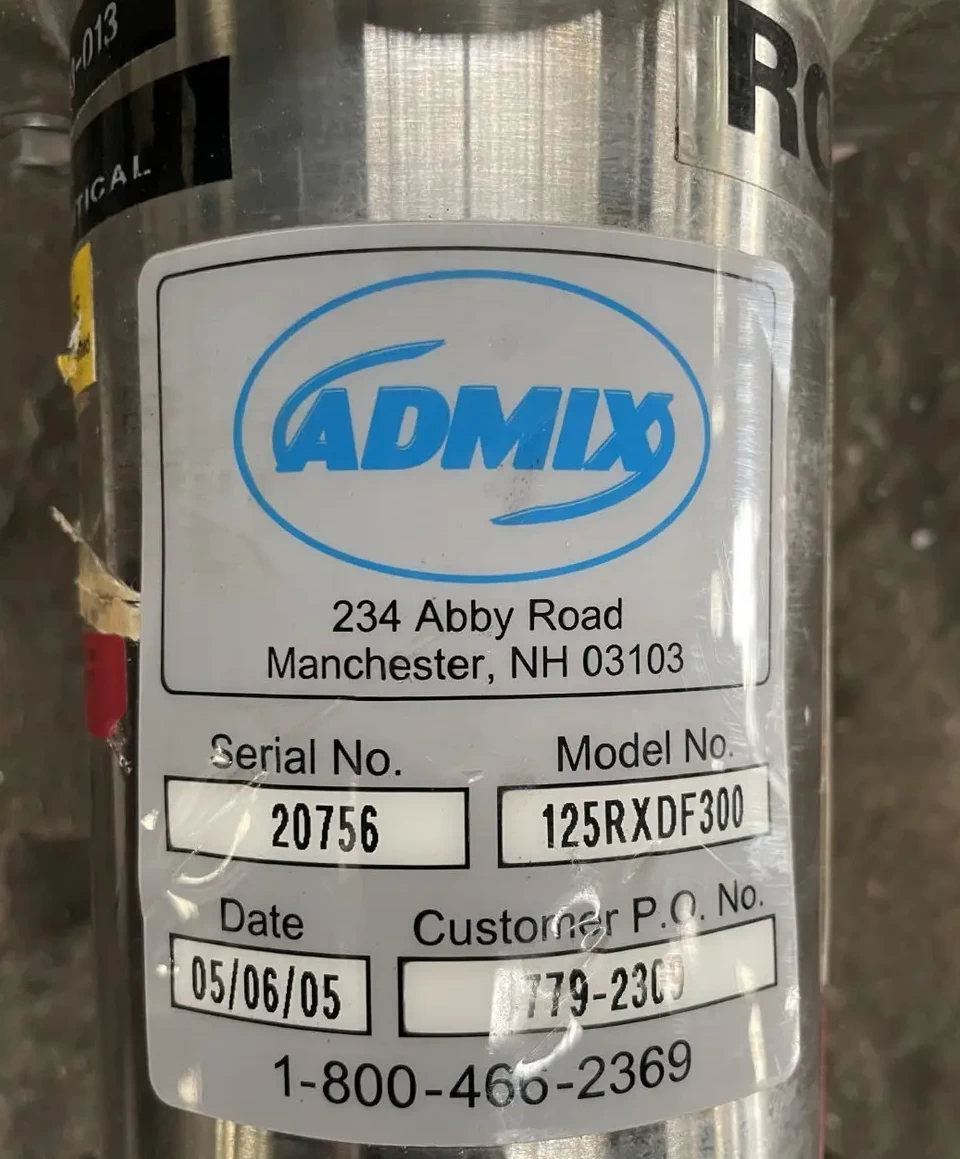 -013
TICAL
ADMIX
234 Abby Road
Manchester, NH 03103
Serial No. Model No.
20756 125RXDF300
Date Customer P.O. No.
05/06/05
1-800-466-2369